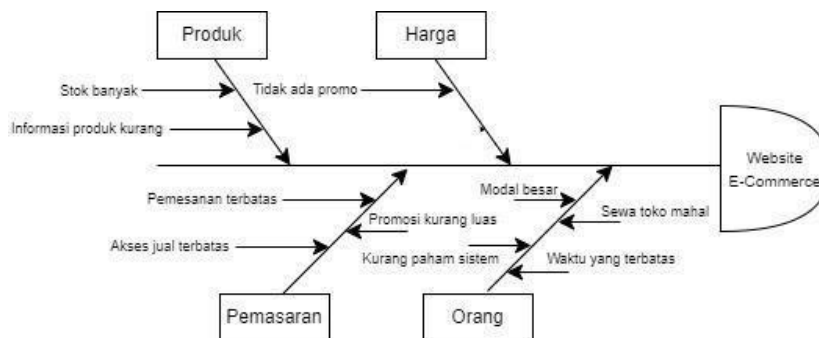 Produk
Harga
Stok banyak
Tidak ada promo
Informasi produk kurang
Website
E-Commerce
Pemesanan terbatas
Modal besar
Promosi kurang luas
Sewa toko mahal
Akses jual terbatas
Kurang paham sistem
Waktu yang terbatas
Pemasaran
Orang